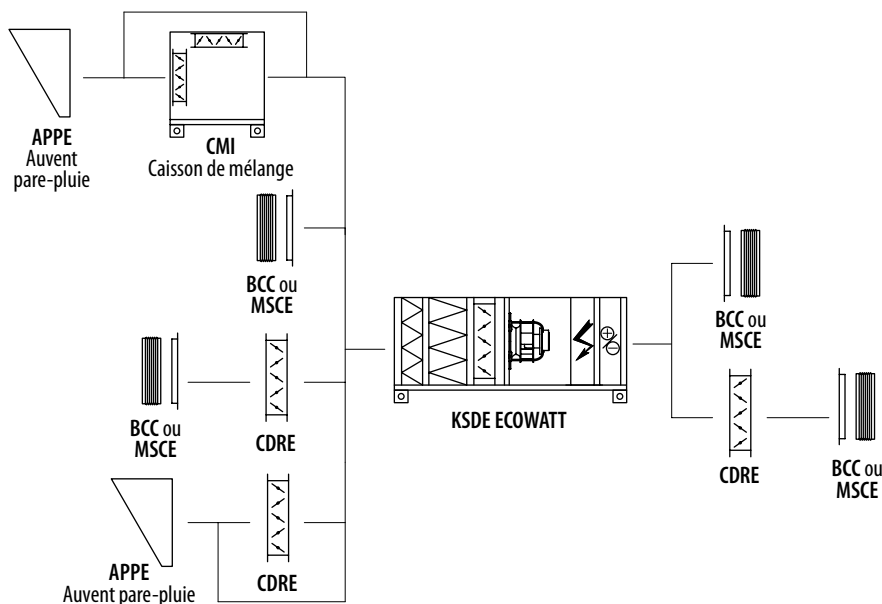 APPE
Auvent
pare-pluie
CMI
Caisson de mélange
BCC ou
MSCE
BCC ou
MSCE
CDRE
APPE
Auvent pare-pluie
CDRE
KSDE ECOWATT
BCC ou
MSCE
CDRE
BCC ou
MSCE